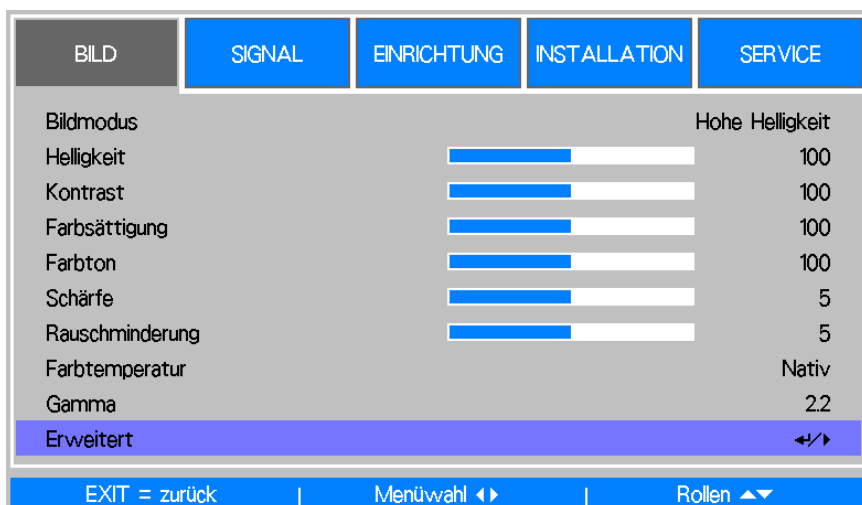 BILD SIGNAL EINRICHTUNG INSTALLATION SERVICE
Bildmodus Hohe Helligkeit
Helligkeit 100
Kontrast 100
Farbsättigung 100
Farbton 100
Schärfe 5
Rauschminderung 5
Farbtemperatur Nativ
Gamma 2.2
Erweitert ↵/▶
EXIT = zurück | Menüwahl ◀▶ | Rollen ▲▼